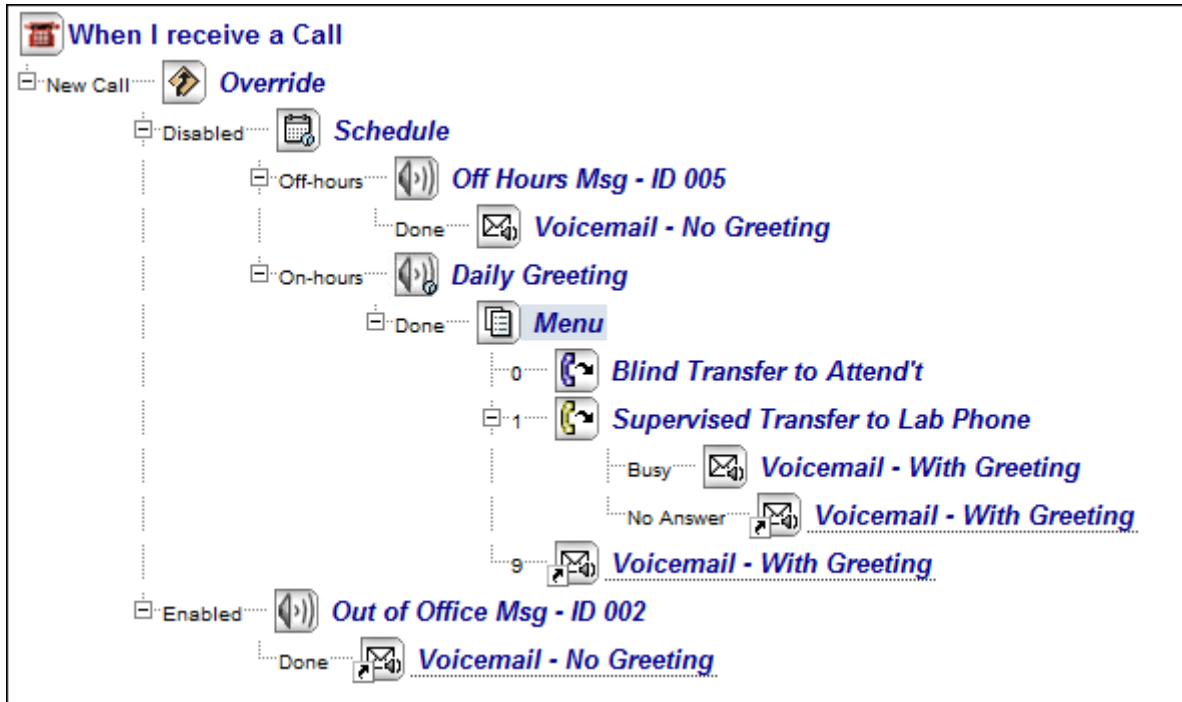 When I receive a Call
New Call Override
Disabled Schedule
Off-hours Off Hours Msg - ID 005
Done Voicemail - No Greeting
On-hours Daily Greeting
Done Menu
0 Blind Transfer to Attend't
1 Supervised Transfer to Lab Phone
Busy Voicemail - With Greeting
No Answer Voicemail - With Greeting
9 Voicemail - With Greeting
Enabled Out of Office Msg - ID 002
Done Voicemail - No Greeting